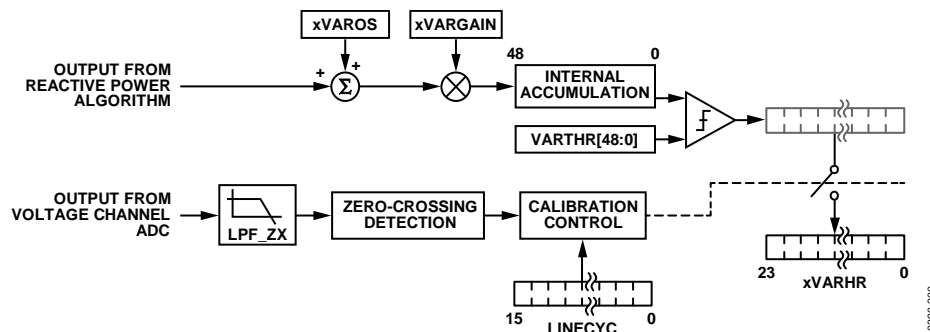 xVAROS
xVARGAIN
OUTPUT FROM
REACTIVE POWER
ALGORITHM
+
+
Σ
48
0
INTERNAL
ACCUMULATION
VARTHR[48:0]
OUTPUT FROM
VOLTAGE CHANNEL
ADC
LPF_ZX
ZERO-CROSSING
DETECTION
CALIBRATION
CONTROL
15
0
LINECYC
23
0
xVARHR